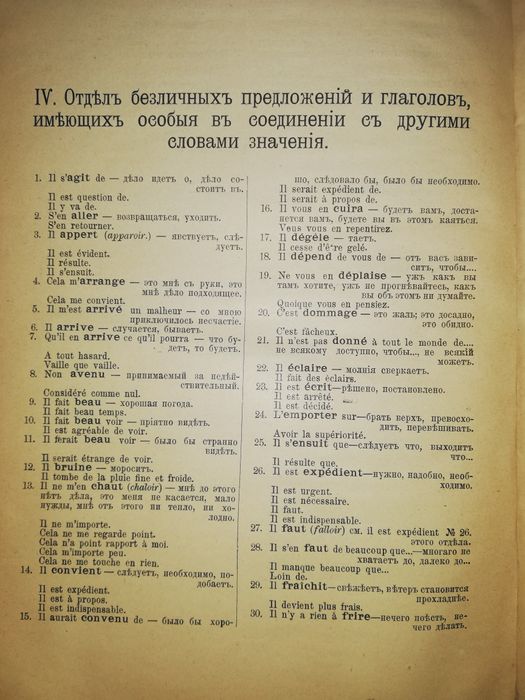 IV. Отдѣлъ безличныхъ предложеній и глаголовъ,
имѣющихъ особыя въ соединеніи съ другими
словами значенія.
1. Il s'agit de — дѣло идетъ о, дѣло со-
стоитъ въ.
Il est question de.
Il y va de.
2. S'en aller — возвращаться, уходить.
S'en retourner.
3. Il appert (apparoir.) — явствуетъ, слѣ-
дуетъ.
Il est évident.
Il résulte.
Il s'ensuit.
4. Cela m'arrange — это мнѣ съ руки, это
мнѣ дѣло подходящее.
Cela me convient.
5. Il m'est arrivé un malheur — со мною
приключилось несчастіе.
6. Il arrive — случается, бываетъ.
7. Qu'il en arrive ce qu'il pourra — что бу-
детъ, то будетъ.
A tout hasard.
Vaille que vaille.
8. Non avenu — принимаемый за недѣй-
ствительный.
Considéré comme nul.
9. Il fait beau — хорошая погода.
Il fait beau temps.
10. Il fait beau voir — пріятно видѣть.
Il est agréable de voir.
11. Il ferait beau voir — было бы странно
видѣть.
Il serait étrange de voir.
12. Il bruine — моросить.
Il tombe de la pluie fine et froide.
13. Il ne m'en chaut (chaloir) — мнѣ до этого
нѣтъ дѣла, это меня не касается, мало
нужды, мнѣ отъ этого ни тепло, ни хо-
лодно.
Il ne m'importe.
Cela ne me regarde point.
Cela n'a point rapport à moi.
Cela m'importe peu.
Cela ne me touche en rien.
14. Il convient — слѣдуетъ, необходимо, по-
добаетъ.
Il est expédient.
Il est à propos.
Il est indispensable.
15. Il aurait convenu de — было бы хоро-
шо, слѣдовало бы, было бы необходимо.
Il serait expédient de.
Il serait à propos de.
16. Il vous en cuira — будетъ вамъ, доста-
нется вамъ, будете вы въ этомъ каяться.
Vous vous en repentirez.
17. Il dégèle — таетъ.
Il cesse d'être gelé.
18. Il dépend de vous de — отъ васъ зави-
ситъ, чтобы....
19. Ne vous en déplaise — ужъ какъ вы
тамъ хотите, ужъ не прогнѣвайтесь, какъ
вы объ этомъ ни думайте.
Quoique vous en pensiez.
20. C'est dommage — это жаль; это досадно,
это обидно.
C'est fâcheux.
21. Il n'est pas donné à tout le monde de....
не всякому доступно, чтобы..., не всякій
можетъ.
22. Il éclaire — молнія сверкаетъ.
Il fait des éclairs.
23. Il est écrit—рѣшено, постановлено.
Il est arrêté.
Il est décidé.
24. L'emporter sur—брать верхъ, превосхо-
дить, перевѣшивать.
Avoir la supériorité.
25. Il s'ensuit que—слѣдуетъ что, выходитъ
что...
Il résulte que.
26. Il est expédient—нужно, надобно, необ-
ходимо.
Il est urgent.
Il est nécessaire.
Il faut.
Il est indispensable.
27. Il faut (falloir) см. il est expédient № 26.
этого отдѣла.
28. Il s'en faut de beaucoup que...—многаго не
хватаетъ до, далеко до...
Il manque beaucoup que...
Loin de.
29. Il fraîchit—свѣжѣетъ, вѣтеръ становится
прохладнѣе.
Il devient plus frais.
30. Il n'y a rien à frire—нечего поѣсть, не-
чего дѣлать.